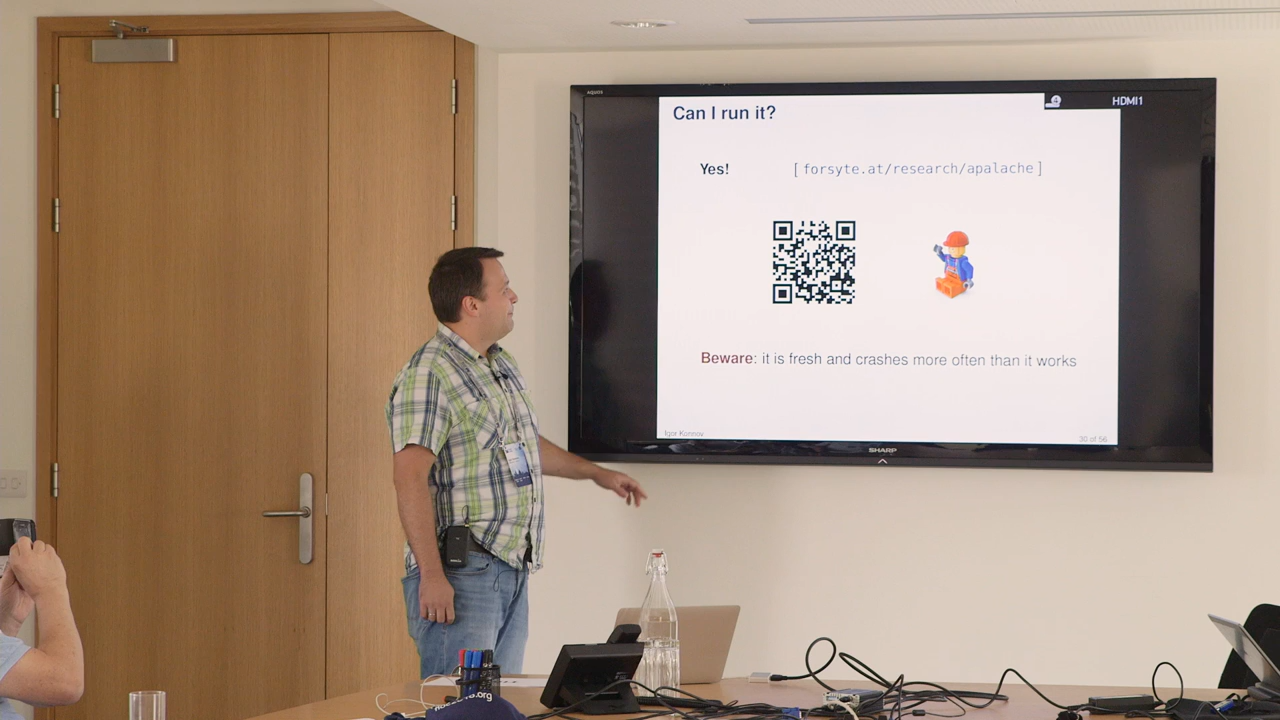 AQUOS
HDMI1
Can I run it?
Yes! [ forsyte.at/research/apalache ]
Beware: it is fresh and crashes more often than it works
Igor Konnov
30 of 56
SHARP